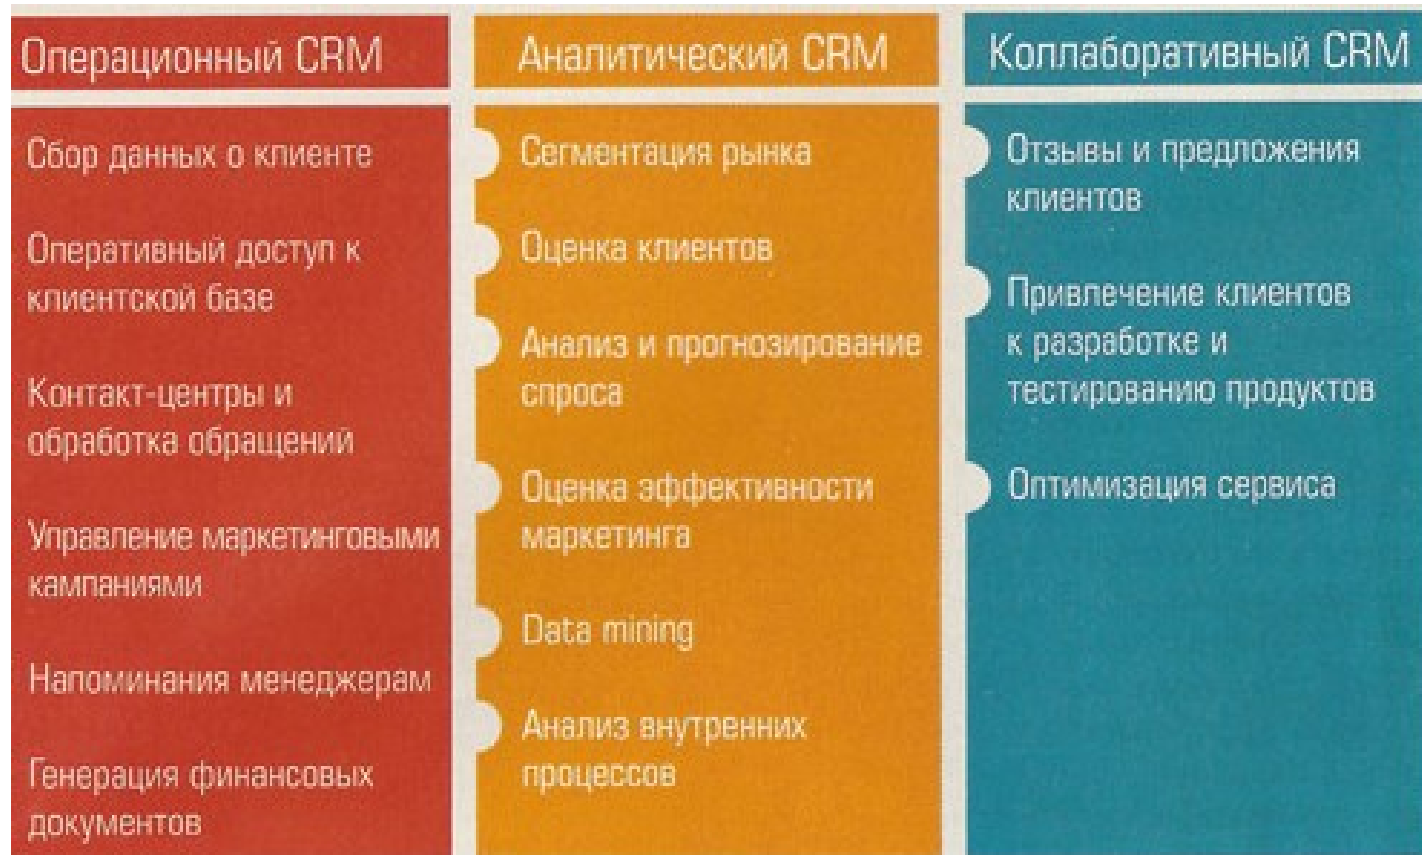 Операционный CRM
Сбор данных о клиенте
Оперативный доступ к
клиентской базе
Контакт-центры и
обработка обращений
Управление маркетинговыми
кампаниями
Напоминания менеджерам
Генерация финансовых
документов
Аналитический CRM
Сегментация рынка
Оценка клиентов
Анализ и прогнозирование
спроса
Оценка эффективности
маркетинга
Data mining
Анализ внутренних
процессов
Коллаборативный CRM
Отзывы и предложения
клиентов
Привлечение клиентов
к разработке и
тестированию продуктов
Оптимизация сервиса